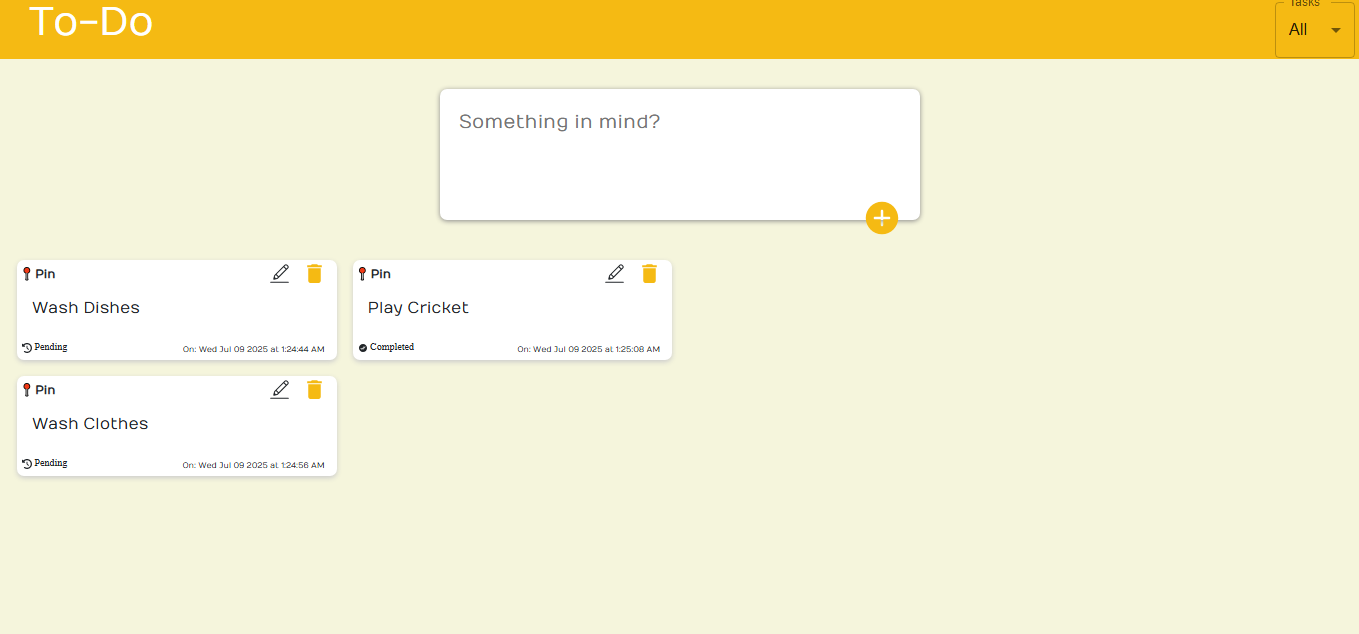 To-Do
Tasks
All
Something in mind?
Pin
Wash Dishes
Pending
On: Wed Jul 09 2025 at 1:24:44 AM
Pin
Play Cricket
Completed
On: Wed Jul 09 2025 at 1:25:08 AM
Pin
Wash Clothes
Pending
On: Wed Jul 09 2025 at 1:24:56 AM